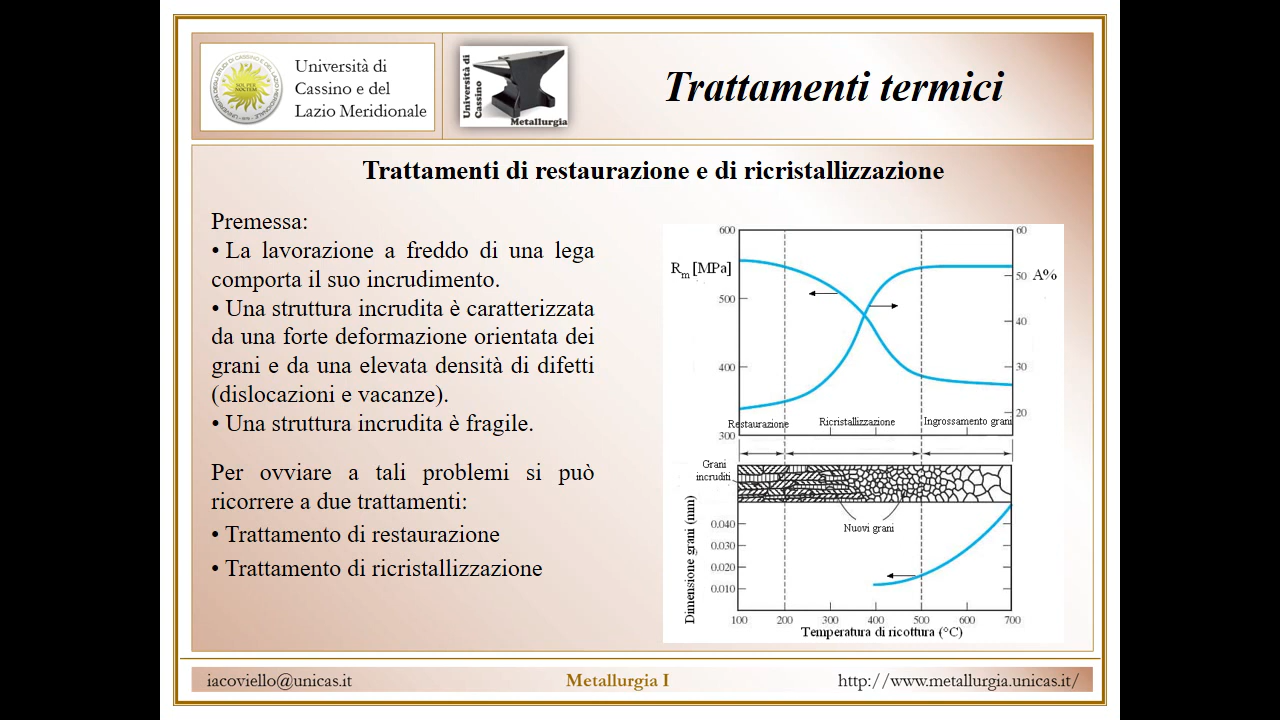 Università di
Cassino e del
Lazio Meridionale
Università di
Cassino
Metallurgia
Trattamenti termici
Trattamenti di restaurazione e di ricristallizzazione
Premessa:
• La lavorazione a freddo di una lega
comporta il suo incrudimento.
• Una struttura incrudita è caratterizzata
da una forte deformazione orientata dei
grani e da una elevata densità di difetti
(dislocazioni e vacanze).
• Una struttura incrudita è fragile.
Per ovviare a tali problemi si può
ricorrere a due trattamenti:
• Trattamento di restaurazione
• Trattamento di ricristallizzazione
600
Rm [MPa]
500
400
300
60
50
A%
40
30
20
Restaurazione
Ricristallizzazione
Ingrossamento grani
Grani
incruditi
Nuovi grani
Dimensione grani (mm)
0.040
0.030
0.020
0.010
100 200 300 400 500 600 700
Temperatura di ricottura (°C)
iacoviello@unicas.it
Metallurgia I
http://www.metallurgia.unicas.it/